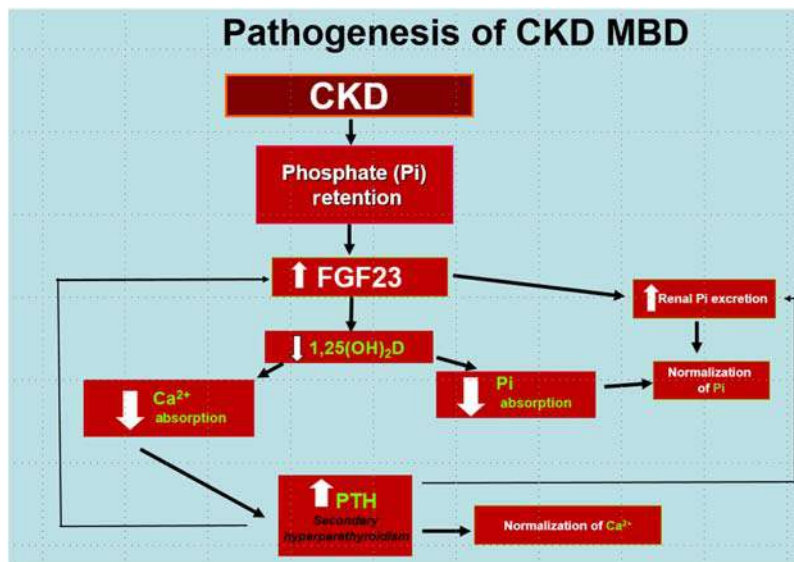 Pathogenesis of CKD MBD
CKD
Phosphate (Pi)
retention
FGF23
Renal Pi excretion
1,25(OH)₂D
Ca²⁺
absorption
Pi
absorption
Normalization
of Pi
PTH
Secondary
hyperparathyroidism
Normalization of Ca²⁺